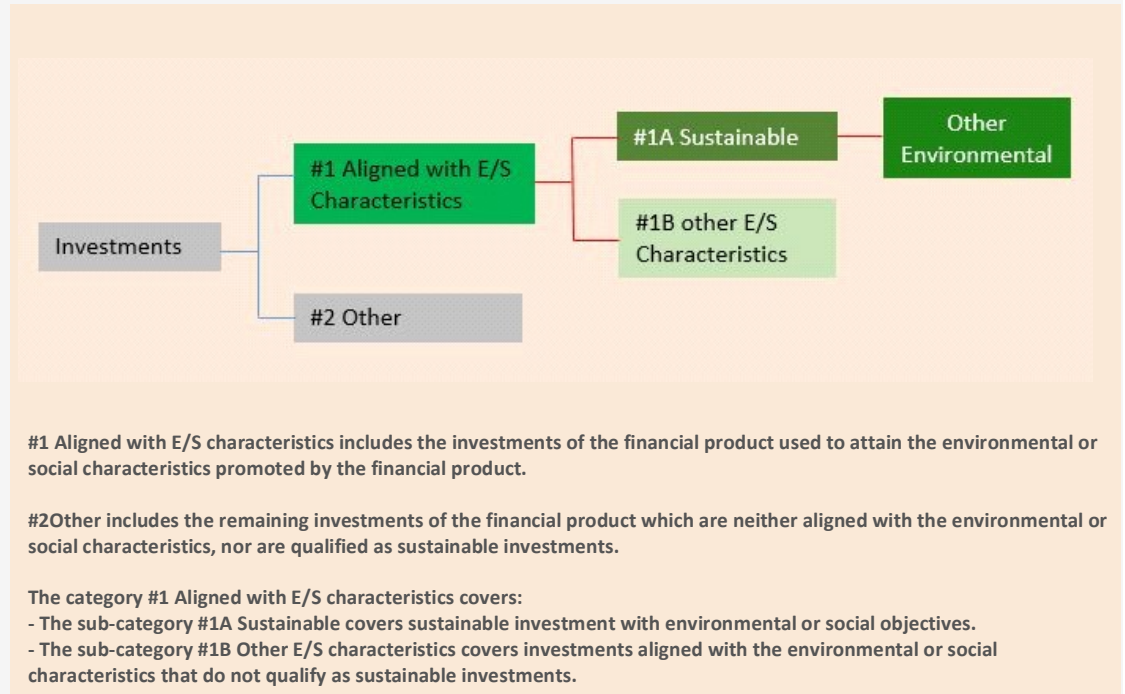 Other
Environmental
#1A Sustainable
#1 Aligned with E/S
Characteristics
#1B other E/S
Characteristics
Investments
#2 Other
#1 Aligned with E/S characteristics includes the investments of the financial product used to attain the environmental or
social characteristics promoted by the financial product.
#2Other includes the remaining investments of the financial product which are neither aligned with the environmental or
social characteristics, nor are qualified as sustainable investments.
The category #1 Aligned with E/S characteristics covers:
- The sub-category #1A Sustainable covers sustainable investment with environmental or social objectives.
- The sub-category #1B Other E/S characteristics covers investments aligned with the environmental or social
characteristics that do not qualify as sustainable investments.